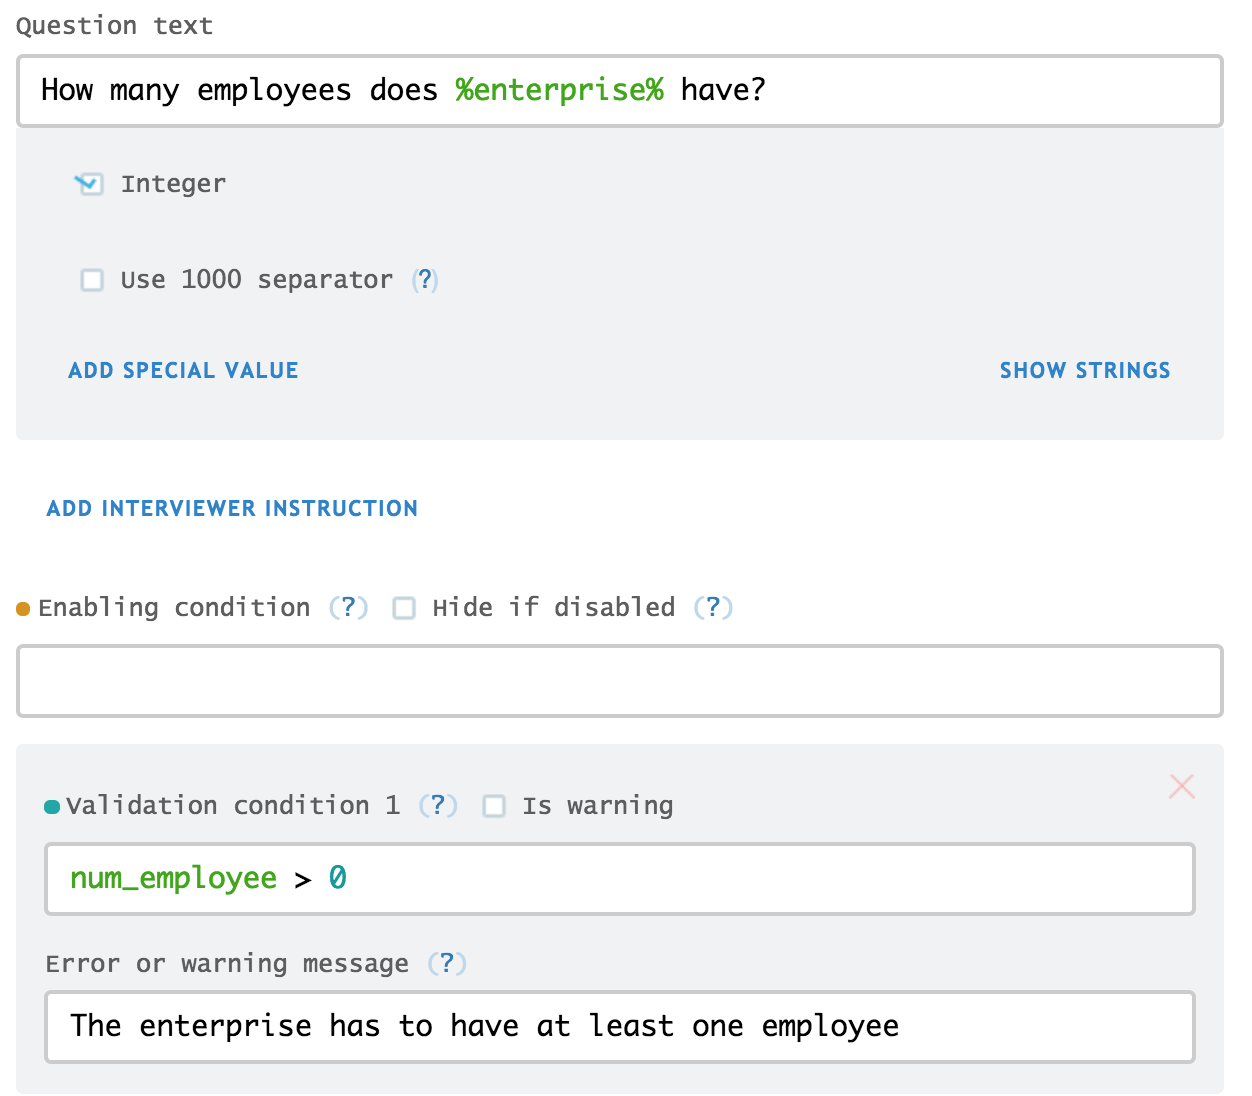 Question text
How many employees does %enterprise% have?
Integer
Use 1000 separator (?)
ADD SPECIAL VALUE SHOW STRINGS
ADD INTERVIEWER INSTRUCTION
Enabling condition (?) Hide if disabled (?)
Validation condition 1 (?) Is warning
num_employee > 0
Error or warning message (?)
The enterprise has to have at least one employee